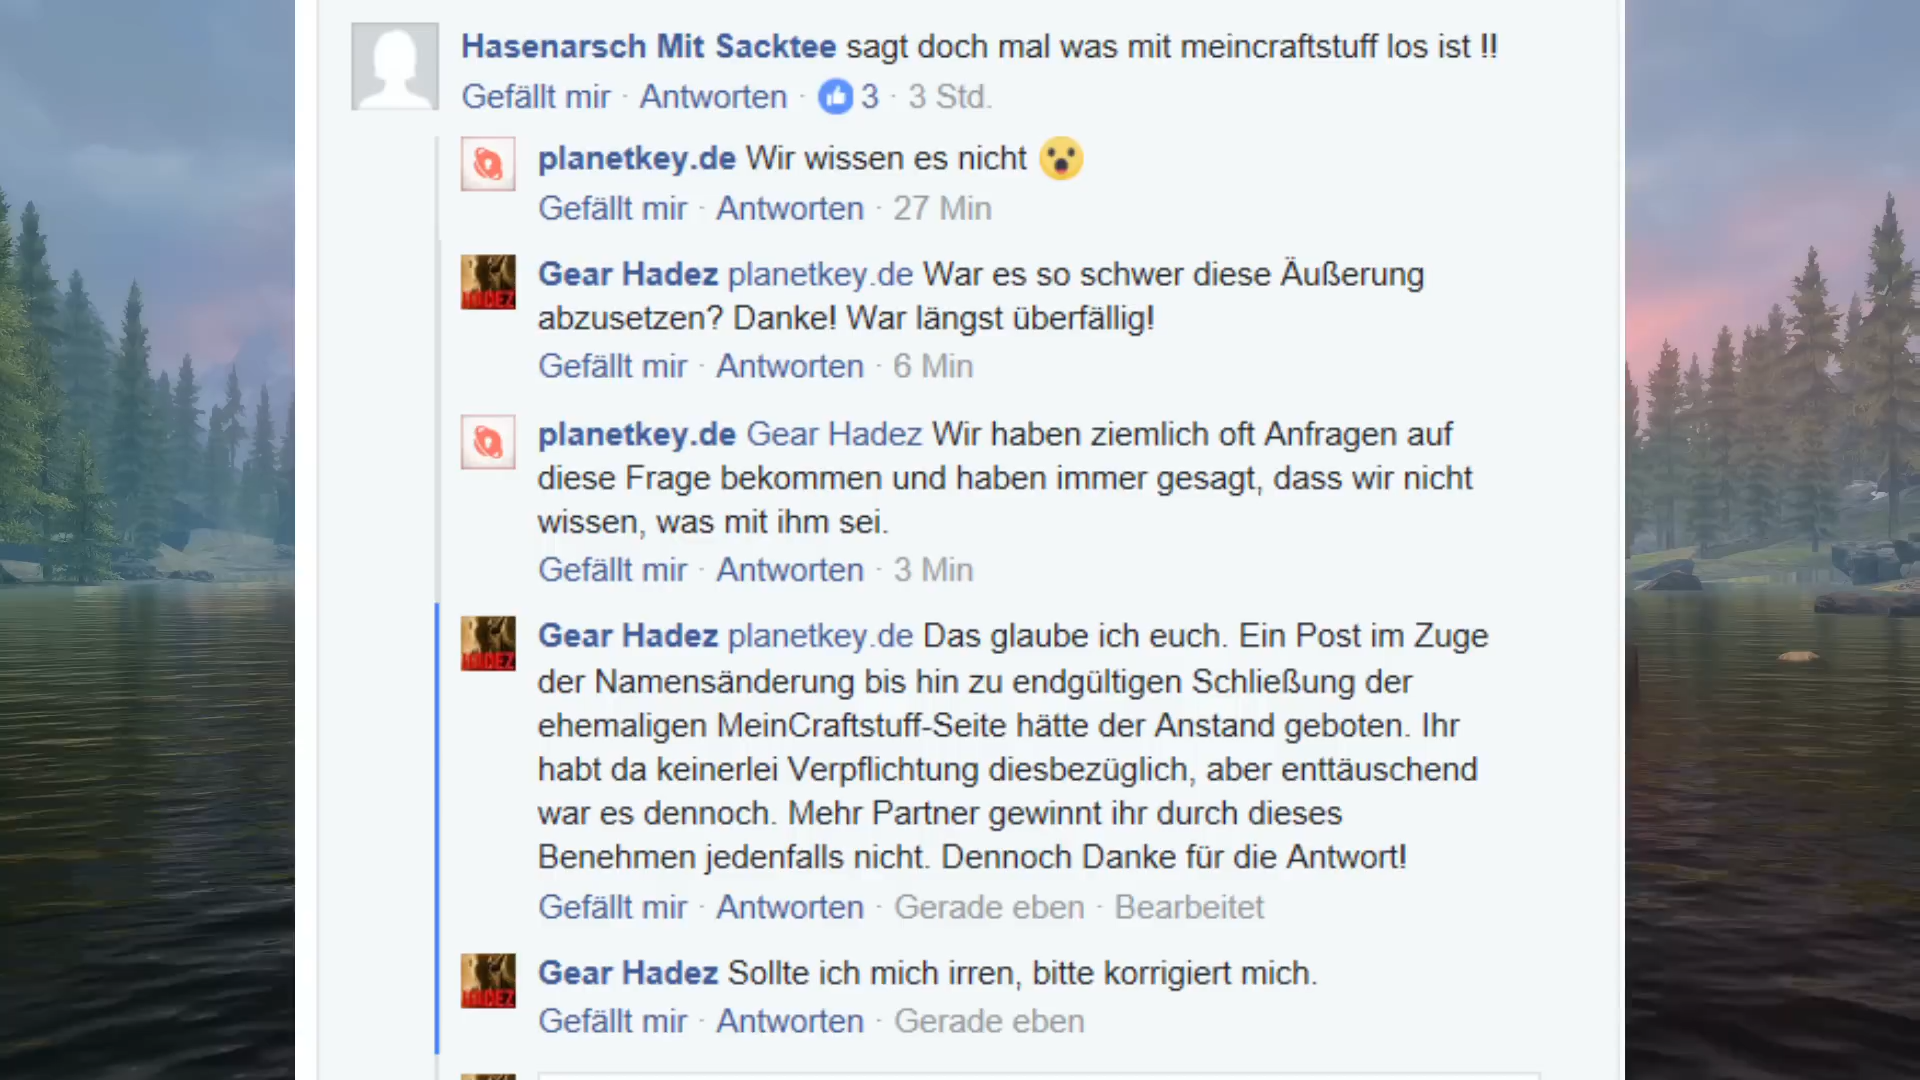 Hasenarsch Mit Sacktee sagt doch mal was mit meincraftstuff los ist !!
Gefällt mir · Antworten · 3 · 3 Std.
planetkey.de Wir wissen es nicht 😮
Gefällt mir · Antworten · 27 Min
Gear Hadez planetkey.de War es so schwer diese Äußerung
abzusetzen? Danke! War längst überfällig!
Gefällt mir · Antworten · 6 Min
planetkey.de Gear Hadez Wir haben ziemlich oft Anfragen auf
diese Frage bekommen und haben immer gesagt, dass wir nicht
wissen, was mit ihm sei.
Gefällt mir · Antworten · 3 Min
HADEZ
Gear Hadez planetkey.de Das glaube ich euch. Ein Post im Zuge
der Namensänderung bis hin zu endgültigen Schließung der
ehemaligen MeinCraftstuff-Seite hätte der Anstand geboten. Ihr
habt da keinerlei Verpflichtung diesbezüglich, aber enttäuschend
war es dennoch. Mehr Partner gewinnt ihr durch dieses
Benehmen jedenfalls nicht. Dennoch Danke für die Antwort!
Gefällt mir · Antworten · Gerade eben · Bearbeitet
HADEZ
Gear Hadez Sollte ich mich irren, bitte korrigiert mich.
Gefällt mir · Antworten · Gerade eben